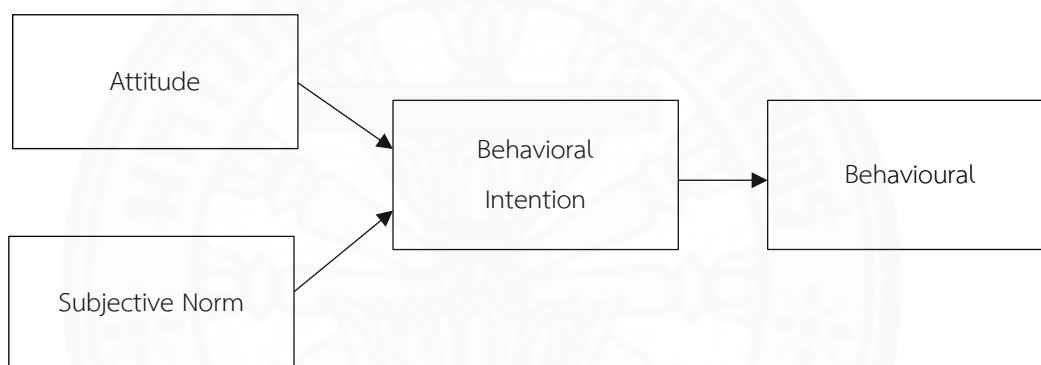 Attitude
Behavioral
Intention
Behavioural
Subjective Norm